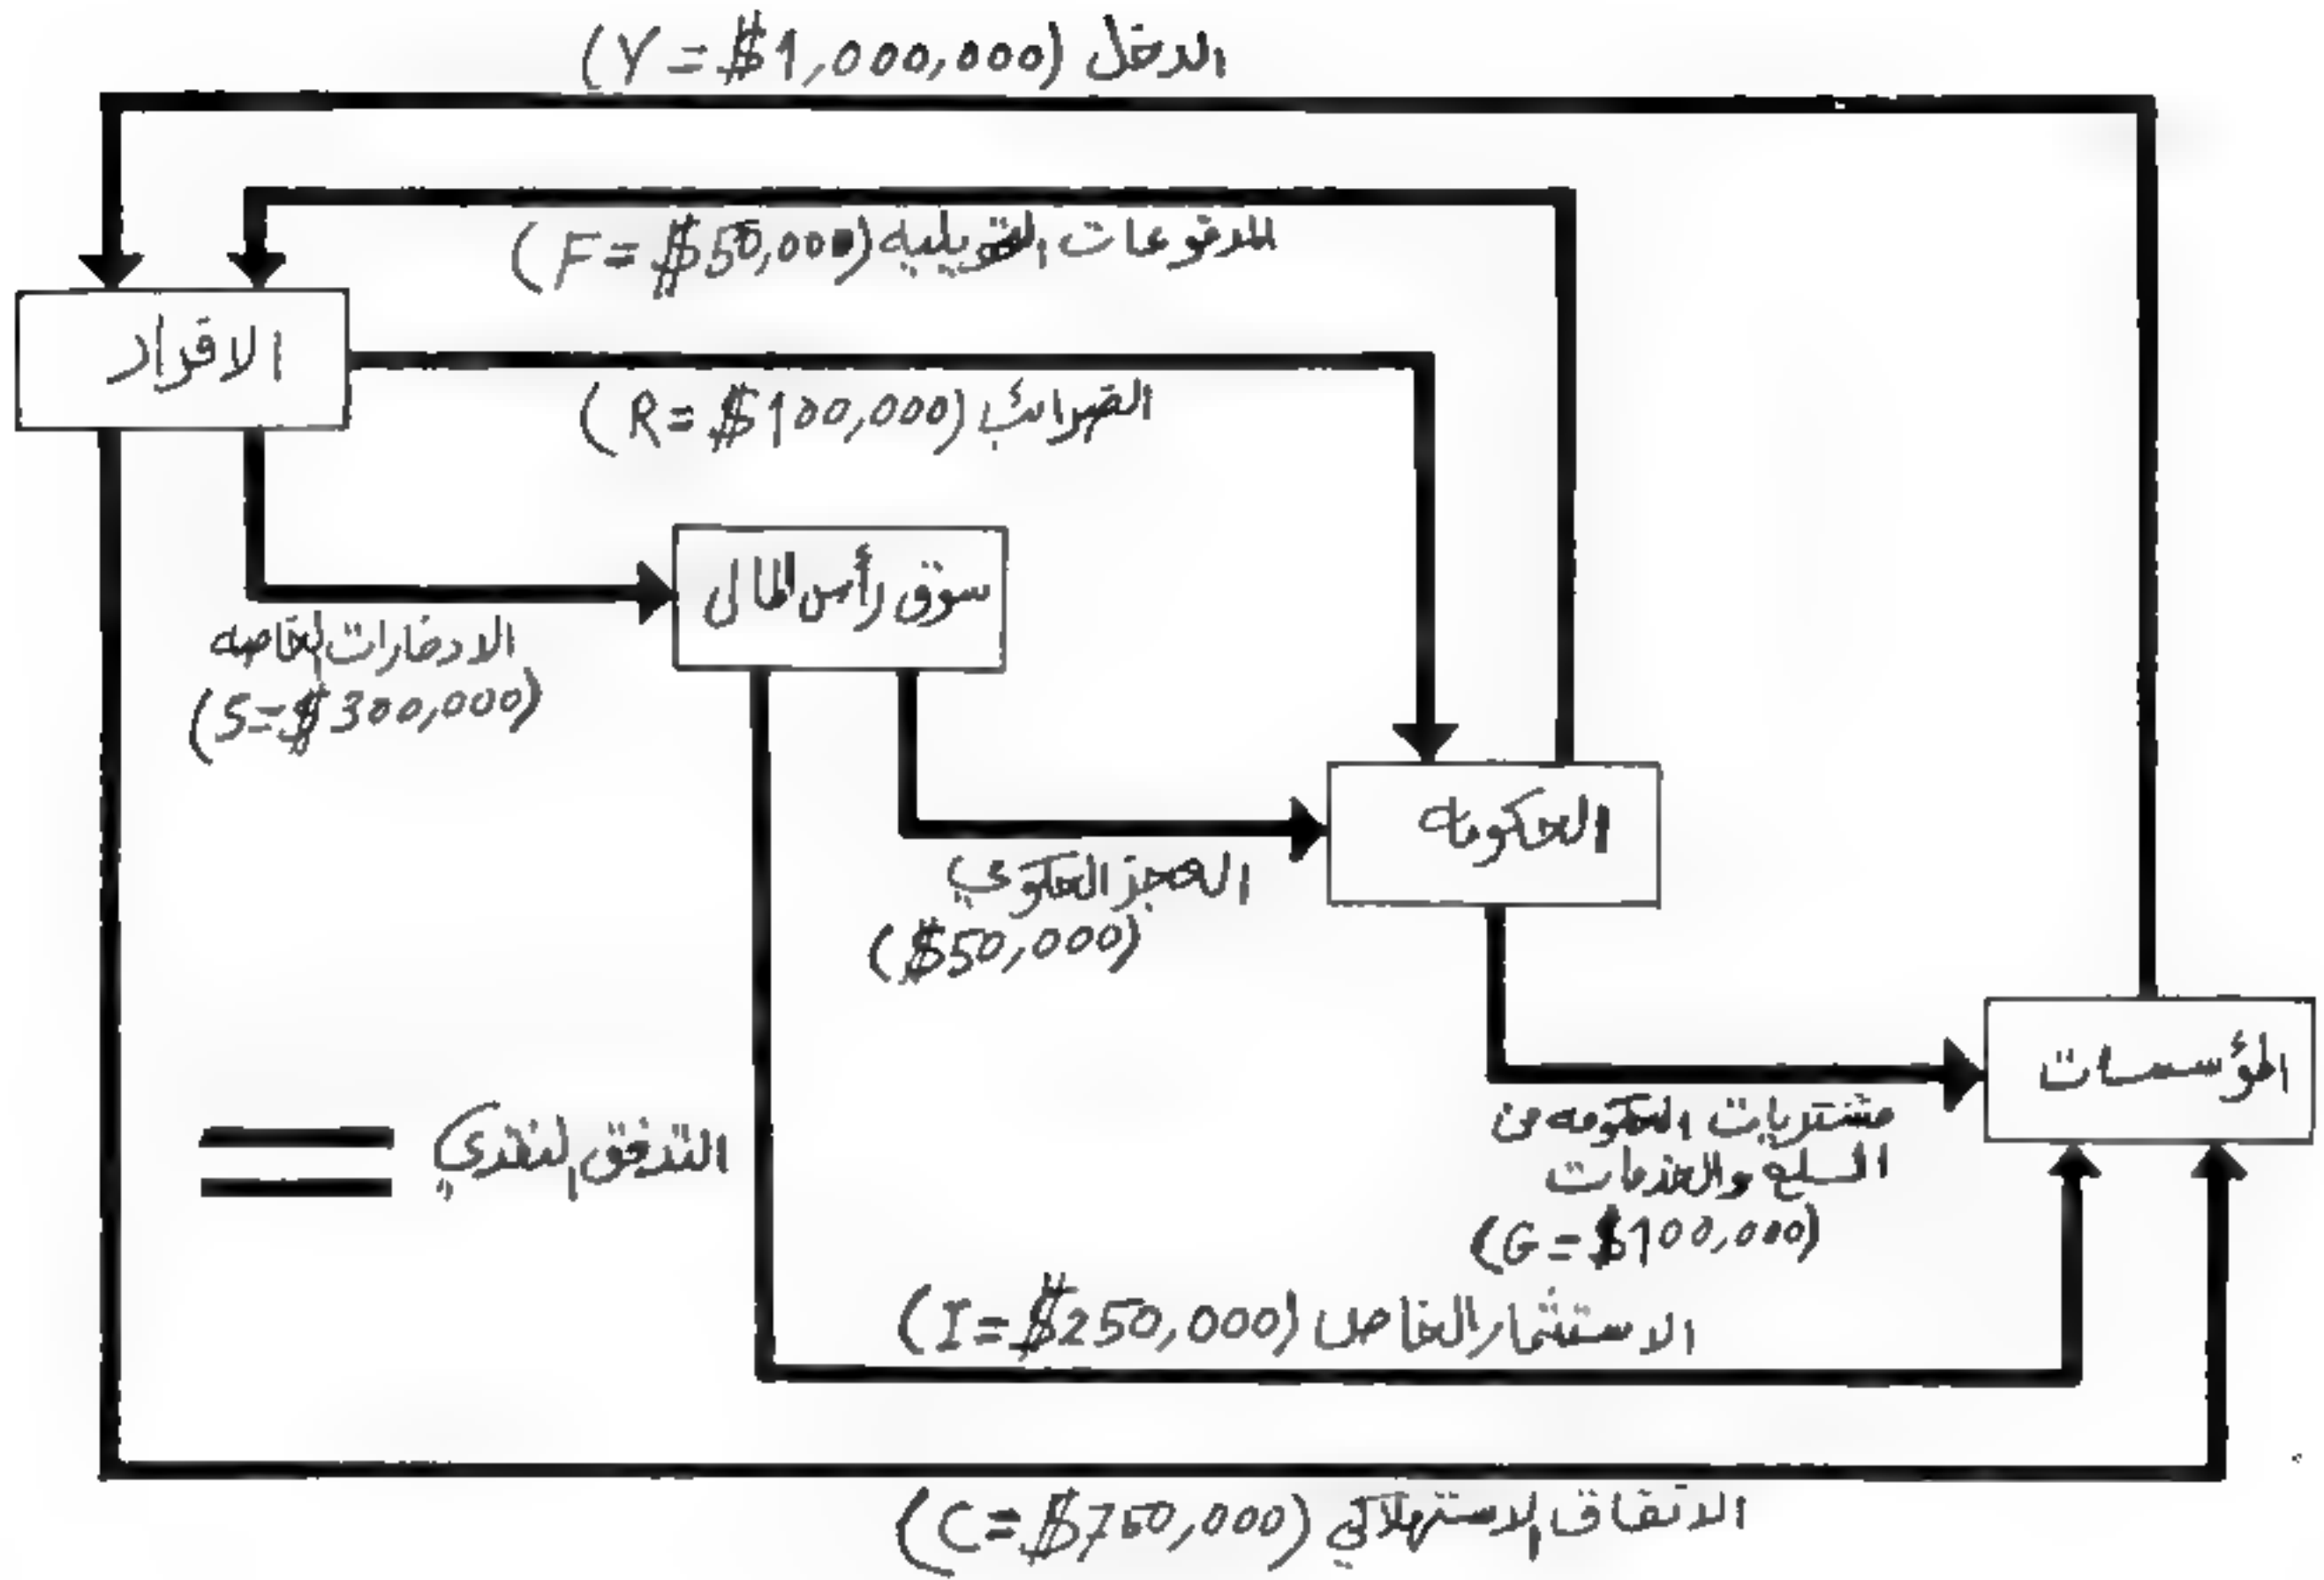 الدخل (Y = $1,000,000)
المدفوعات التحويلية (F = $50,000)
الافراد
الضرائب (R = $100,000)
سوق رأس المال
الادخارات الخاصه
(S = $300,000)
الحكومه
العجز الحكومي
($50,000)
المؤسسات
مشتريات الحكومه من
السلع والخدمات
(G = $100,000)
التدفق النقدي
الاستثمار الخاص (I = $250,000)
الانفاق الاستهلاكي (C = $750,000)